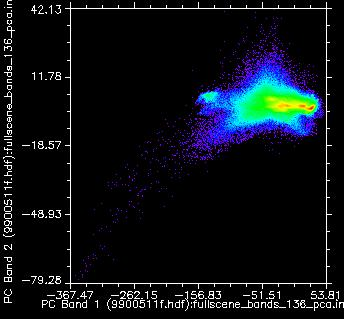 42.13
11.78
-18.57
-48.93
-79.28
-367.47 -262.15 -156.83 -51.51 53.81
PC Band 1 (9900511f.hdf):fullscene_bands_136_pca.in
PC Band 2 (9900511f.hdf):fullscene_bands_136_pca.in